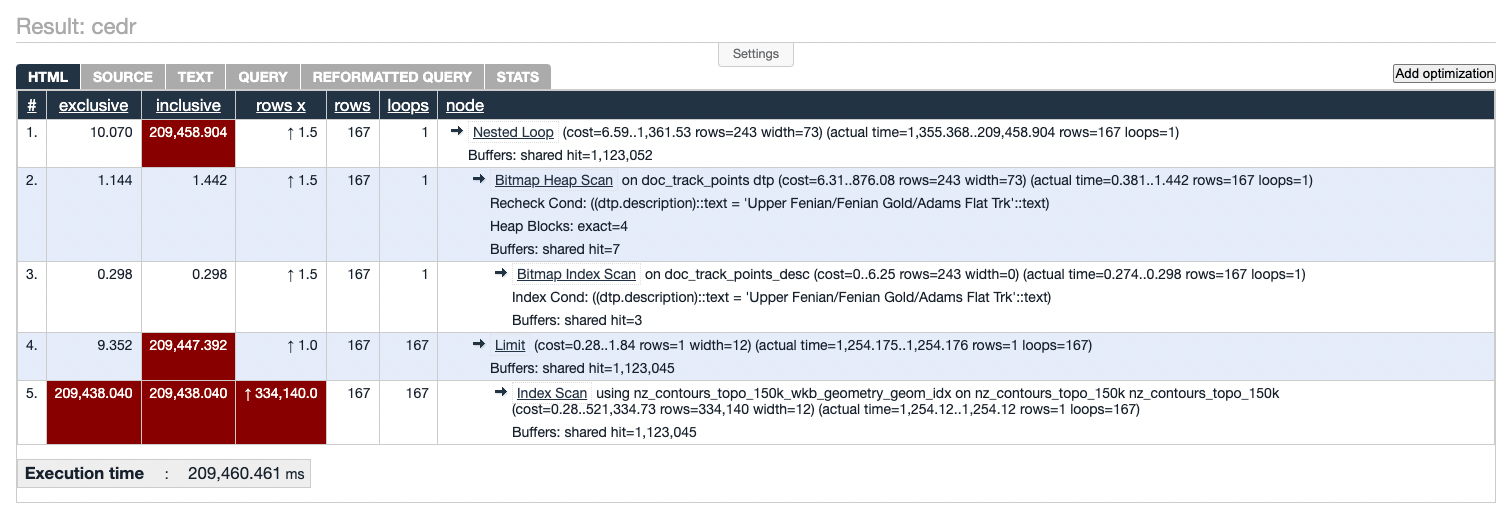 Result: cedr
Settings
HTML SOURCE TEXT QUERY REFORMATTED QUERY STATS
Add optimization
# exclusive inclusive rows x rows loops node
1. 10.070 209,458.904 ↑ 1.5 167 1 → Nested Loop (cost=6.59..1,361.53 rows=243 width=73) (actual time=1,355.368..209,458.904 rows=167 loops=1)
Buffers: shared hit=1,123,052
2. 1.144 1.442 ↑ 1.5 167 1 → Bitmap Heap Scan on doc_track_points dtp (cost=6.31..876.08 rows=243 width=73) (actual time=0.381..1.442 rows=167 loops=1)
Recheck Cond: ((dtp.description)::text = 'Upper Fenian/Fenian Gold/Adams Flat Trk'::text)
Heap Blocks: exact=4
Buffers: shared hit=7
3. 0.298 0.298 ↑ 1.5 167 1 → Bitmap Index Scan on doc_track_points_desc (cost=0..6.25 rows=243 width=0) (actual time=0.274..0.298 rows=167 loops=1)
Index Cond: ((dtp.description)::text = 'Upper Fenian/Fenian Gold/Adams Flat Trk'::text)
Buffers: shared hit=3
4. 9.352 209,447.392 ↑ 1.0 167 167 → Limit (cost=0.28..1.84 rows=1 width=12) (actual time=1,254.175..1,254.176 rows=1 loops=167)
Buffers: shared hit=1,123,045
5. 209,438.040 209,438.040 ↑ 334,140.0 167 167 → Index Scan using nz_contours_topo_150k_wkb_geometry_geom_idx on nz_contours_topo_150k nz_contours_topo_150k
(cost=0.28..521,334.73 rows=334,140 width=12) (actual time=1,254.12..1,254.12 rows=1 loops=167)
Buffers: shared hit=1,123,045
Execution time : 209,460.461 ms